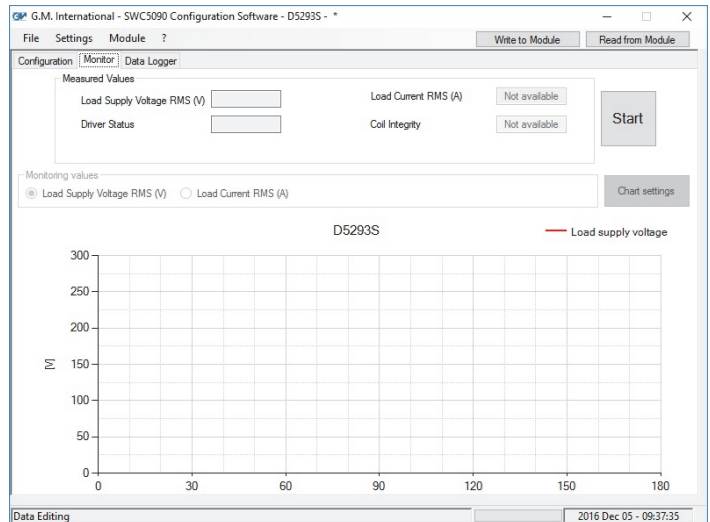 G.M. International - SWC5090 Configuration Software - D5293S - *
File Settings Module ? Write to Module Read from Module
Configuration Monitor Data Logger
Measured Values
Load Supply Voltage RMS (V) Load Current RMS (A) Not available
Driver Status Coil Integrity Not available
Start
Monitoring values
Load Supply Voltage RMS (V) Load Current RMS (A) Chart settings
D5293S
Load supply voltage
300
250
200
[V]
150
100
50
0
0 30 60 90 120 150 180
Data Editing 2016 Dec 05 - 09:37:35